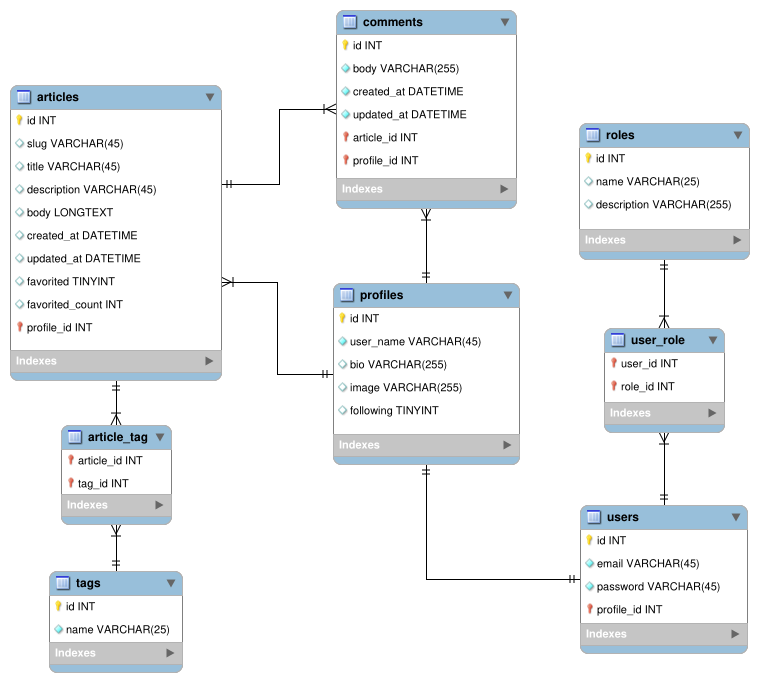 comments
id INT
body VARCHAR(255)
created_at DATETIME
updated_at DATETIME
article_id INT
profile_id INT
Indexes
articles
id INT
slug VARCHAR(45)
title VARCHAR(45)
description VARCHAR(45)
body LONGTEXT
created_at DATETIME
updated_at DATETIME
favorited TINYINT
favorited_count INT
profile_id INT
Indexes
roles
id INT
name VARCHAR(25)
description VARCHAR(255)
Indexes
profiles
id INT
user_name VARCHAR(45)
bio VARCHAR(255)
image VARCHAR(255)
following TINYINT
Indexes
user_role
user_id INT
role_id INT
Indexes
article_tag
article_id INT
tag_id INT
Indexes
users
id INT
email VARCHAR(45)
password VARCHAR(45)
profile_id INT
Indexes
tags
id INT
name VARCHAR(25)
Indexes